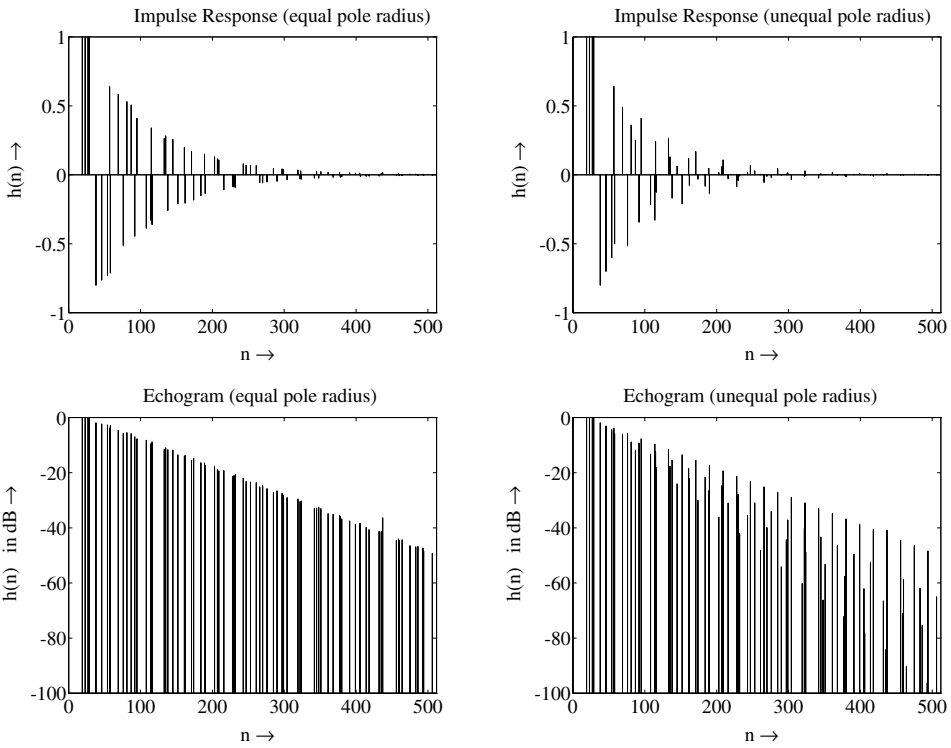 Impulse Response (equal pole radius)
1
0.5
0
-0.5
-1
h(n) →
0 100 200 300 400 500
n →
Impulse Response (unequal pole radius)
1
0.5
0
-0.5
-1
h(n) →
0 100 200 300 400 500
n →
Echogram (equal pole radius)
0
-20
-40
-60
-80
-100
h(n) in dB →
0 100 200 300 400 500
n →
Echogram (unequal pole radius)
0
-20
-40
-60
-80
-100
h(n) in dB →
0 100 200 300 400 500
n →